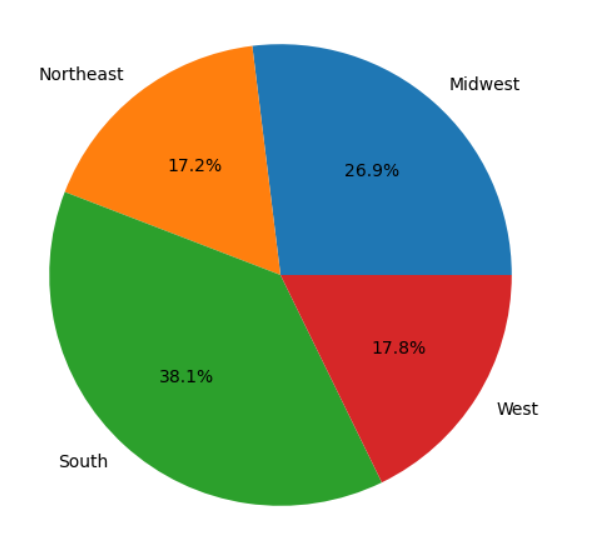 Northeast
Midwest
17.2%
26.9%
38.1%
17.8%
South
West